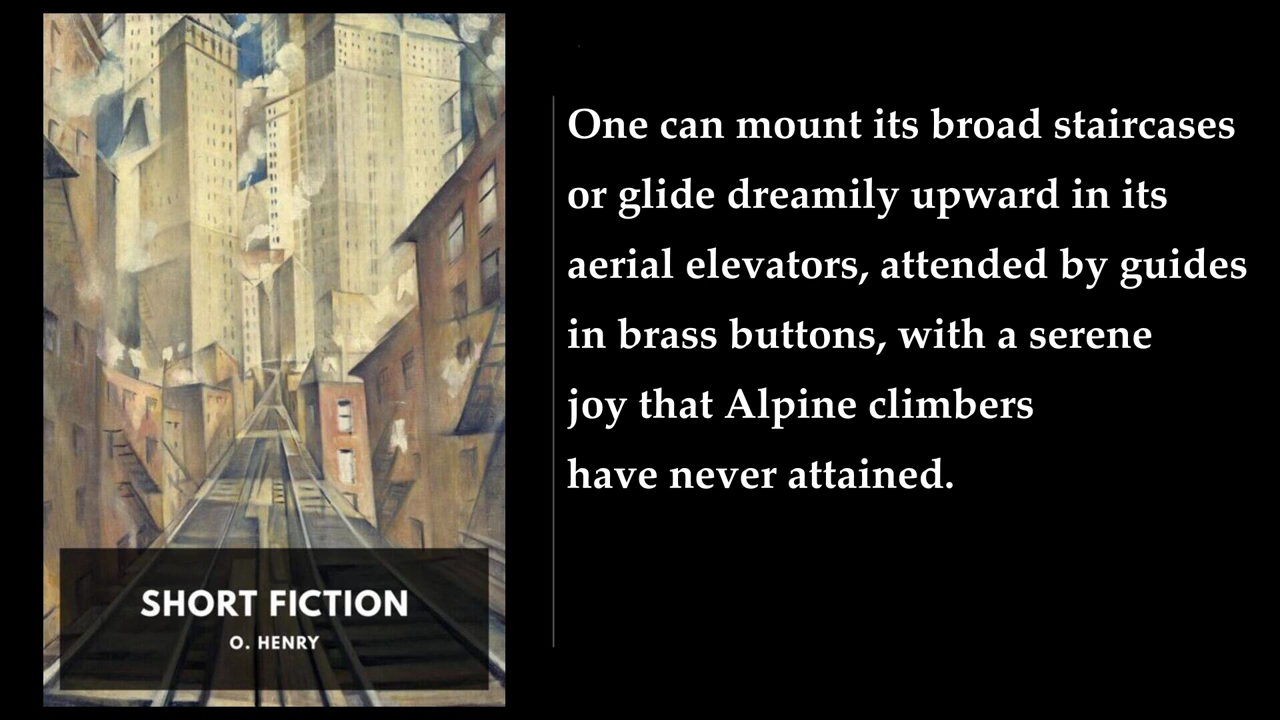 One can mount its broad staircases
or glide dreamily upward in its
aerial elevators, attended by guides
in brass buttons, with a serene
joy that Alpine climbers
have never attained.
SHORT FICTION
O. HENRY